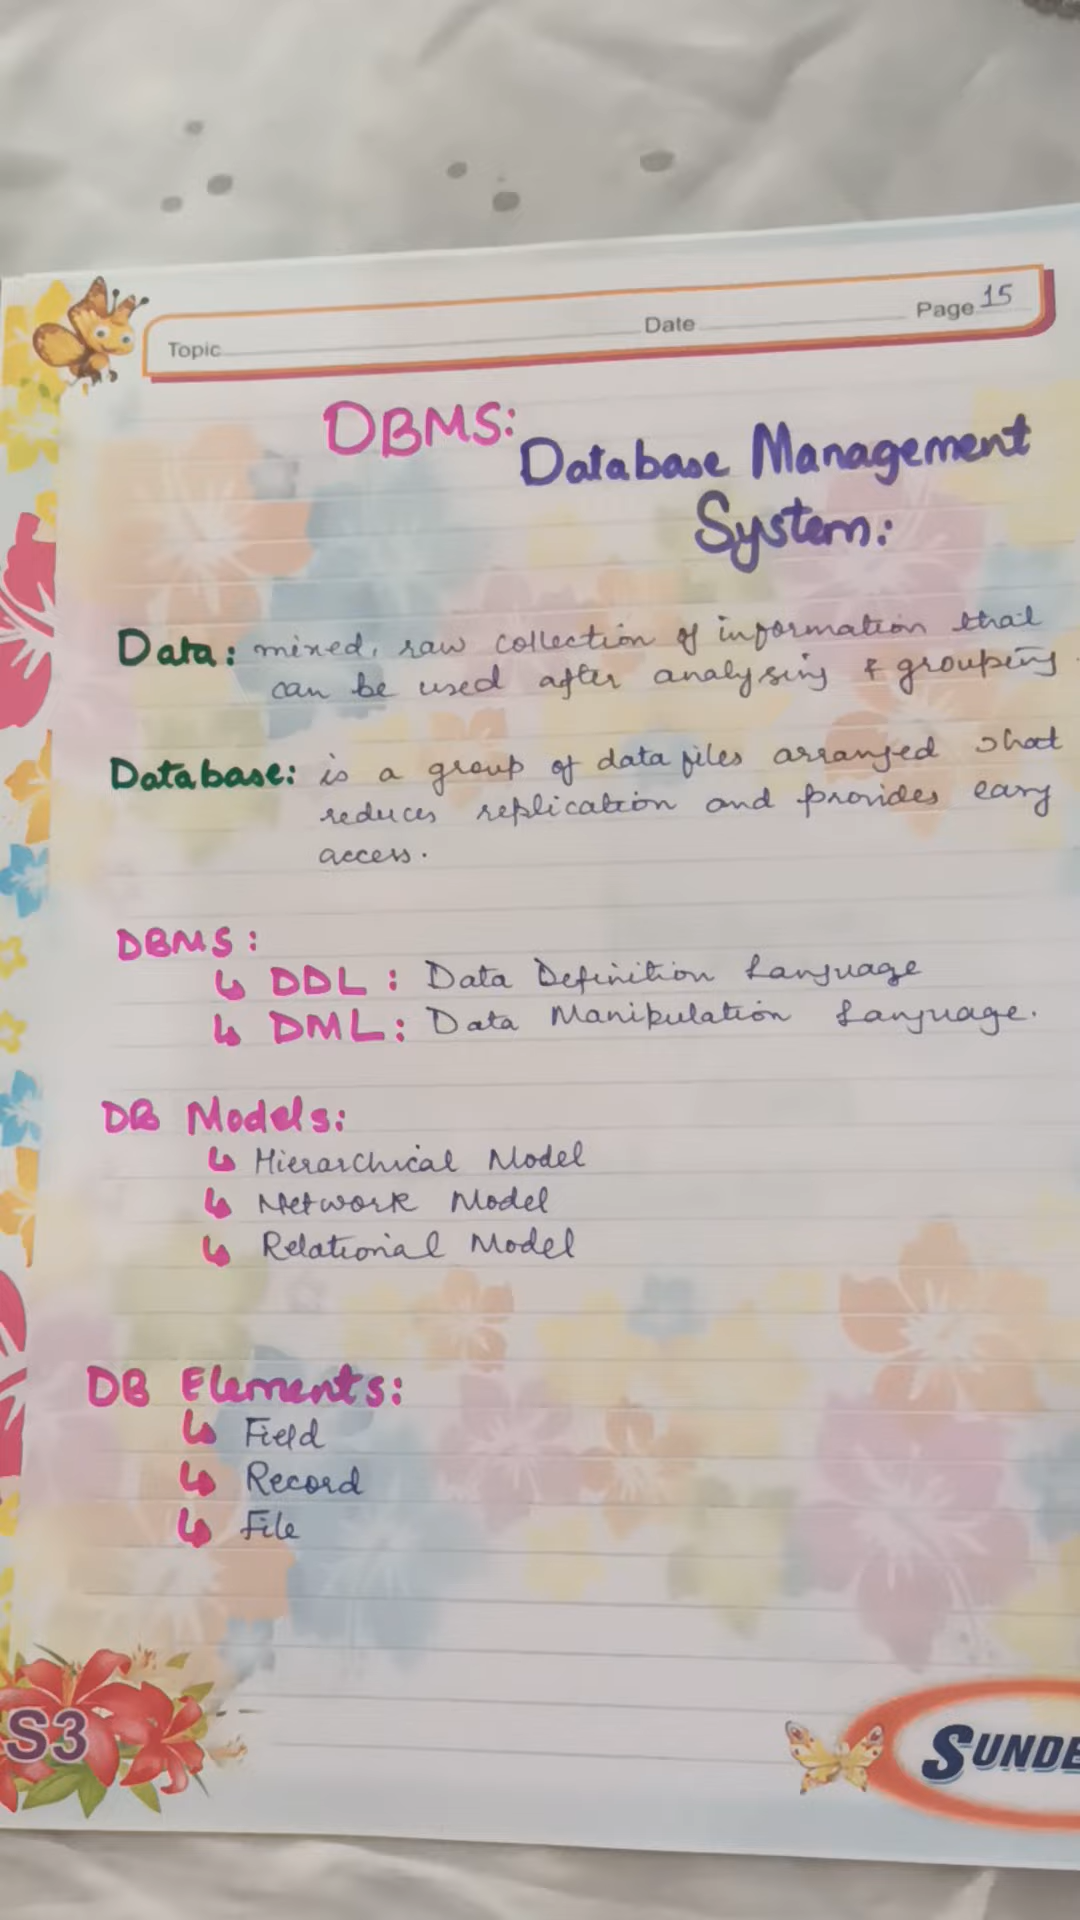 Topic
Date
Page 15
DBMS:
Database Management
System:
Data: mixed, raw collection of information that
can be used after analysing & grouping.
Database: is a group of data files arranged that
reduces replication and provides easy
access.
DBMS:
↳ DDL: Data Definition Language
↳ DML: Data Manipulation Language.
DB Models:
↳ Hierarchical Model
↳ Network Model
↳ Relational Model
DB Elements:
↳ Field
↳ Record
↳ File
S3
SUNDE